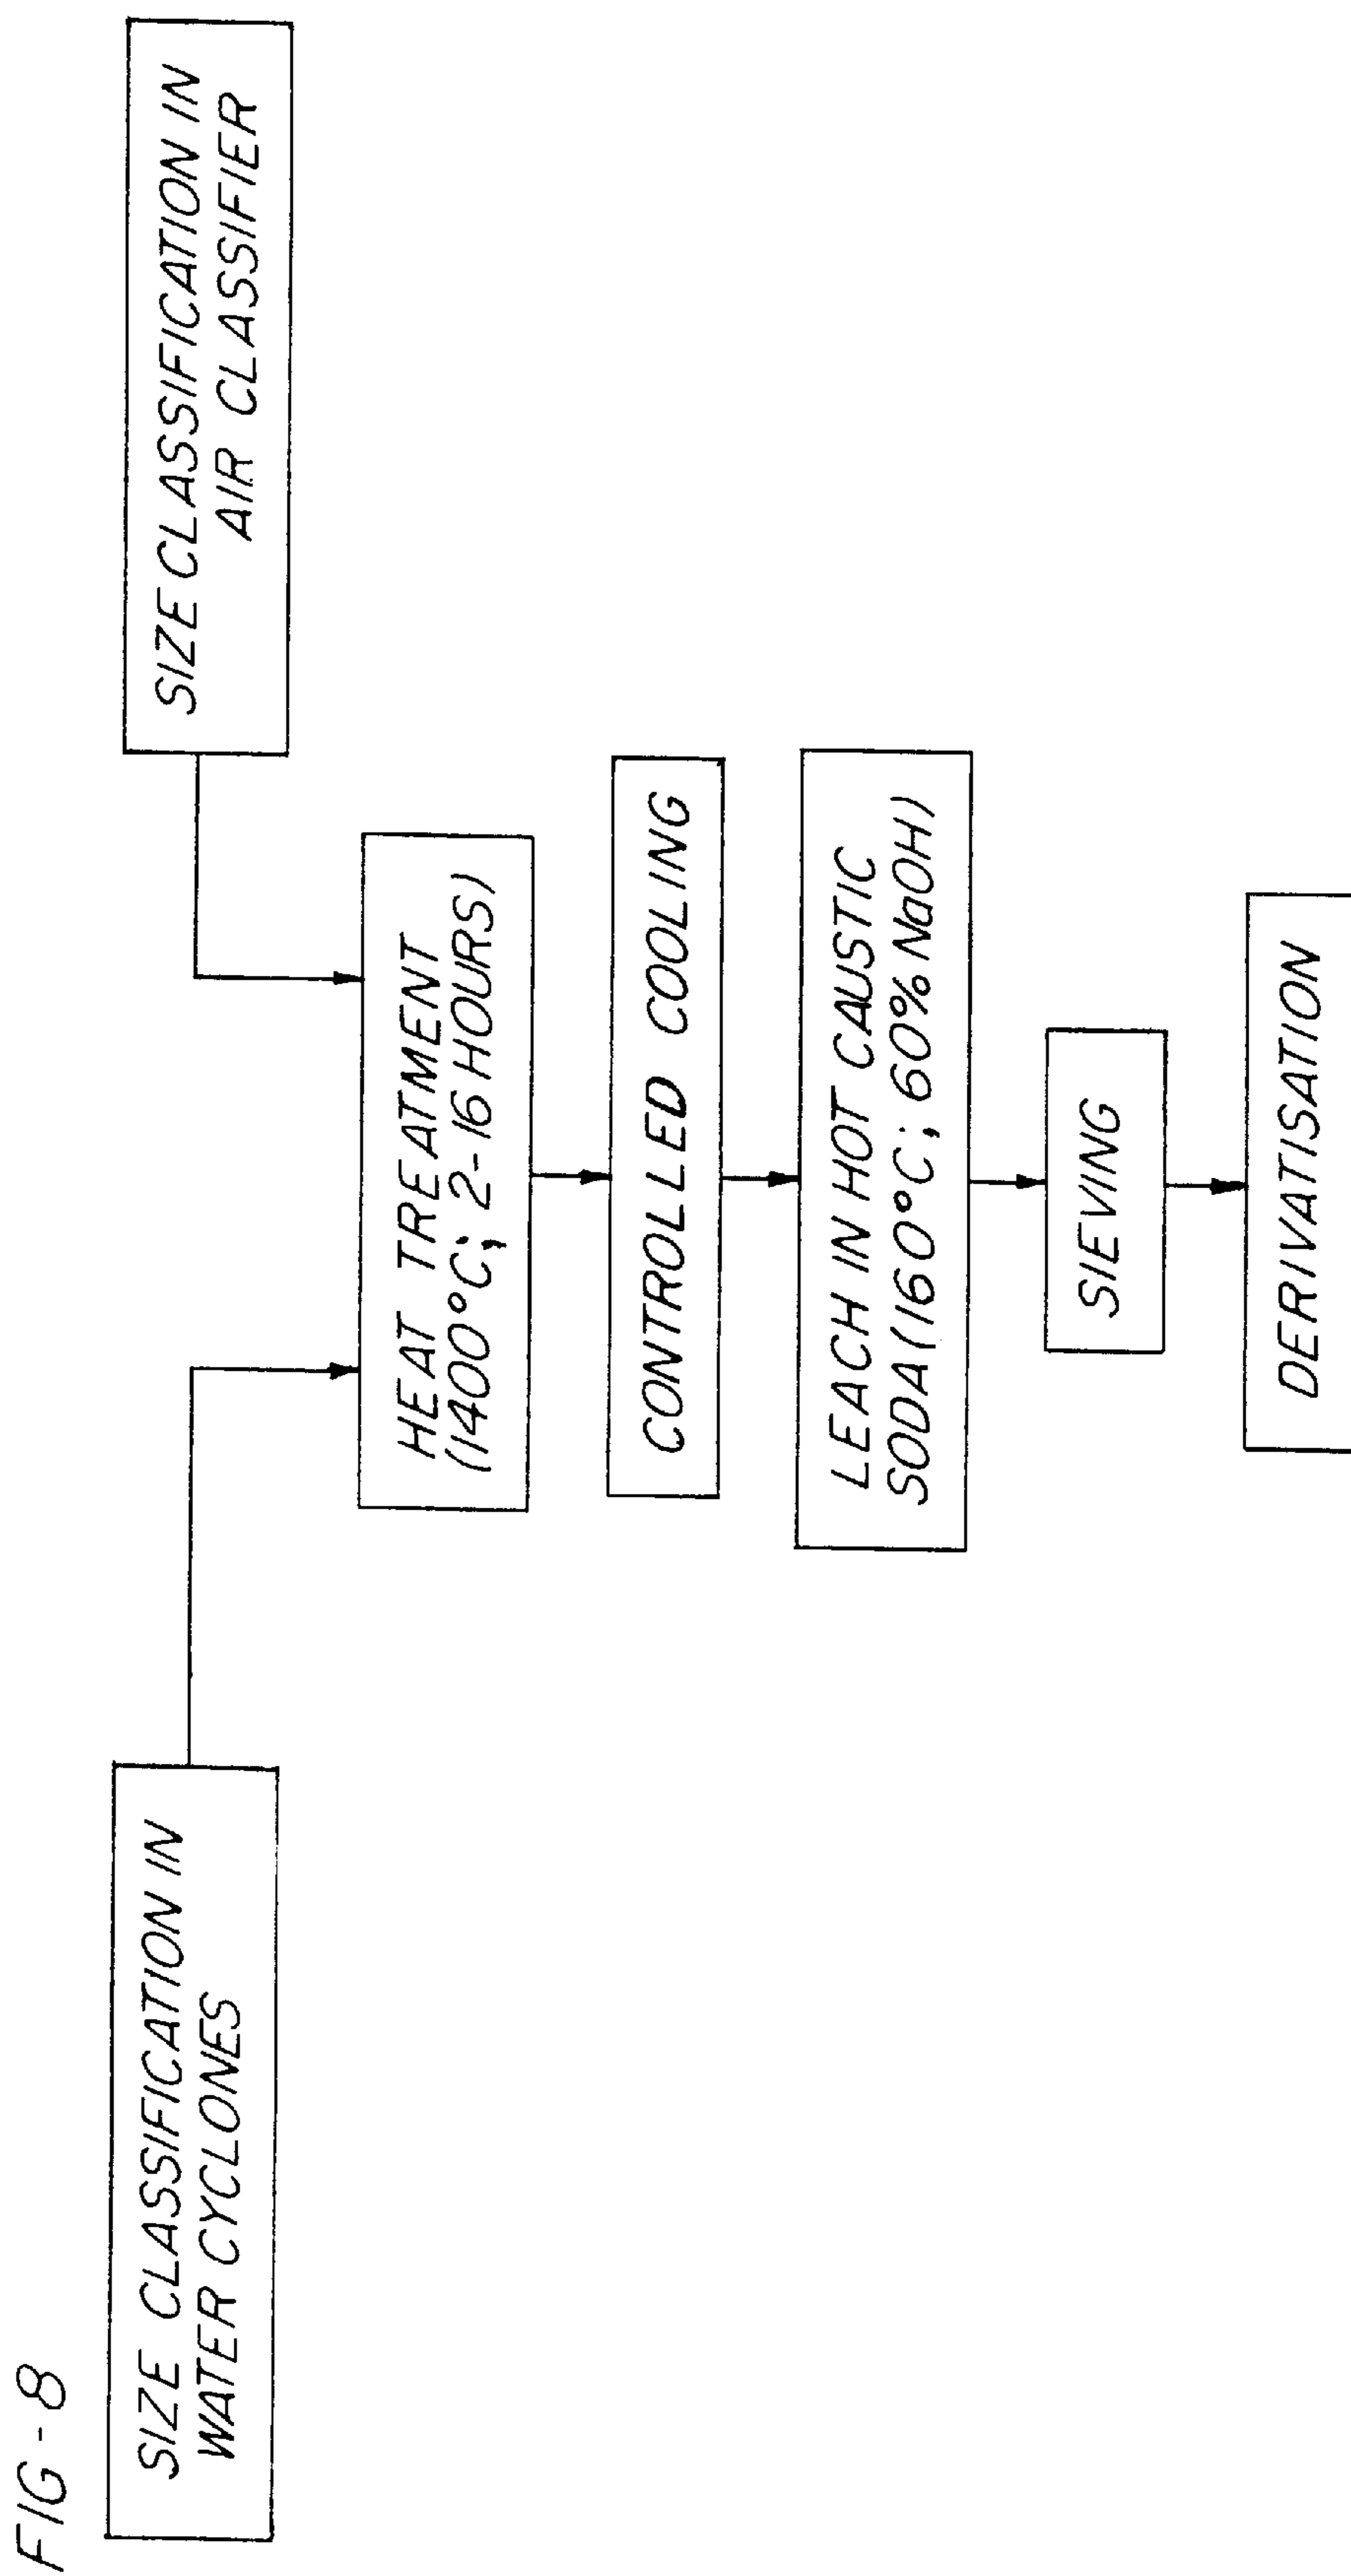 FIG-8
SIZE CLASSIFICATION IN
WATER CYCLONES
SIZE CLASSIFICATION IN
AIR CLASSIFIER
HEAT TREATMENT
(1400°C; 2-16 HOURS)
CONTROLLED COOLING
LEACH IN HOT CAUSTIC
SODA (160°C; 60% NaOH)
SIEVING
DERIVATISATION